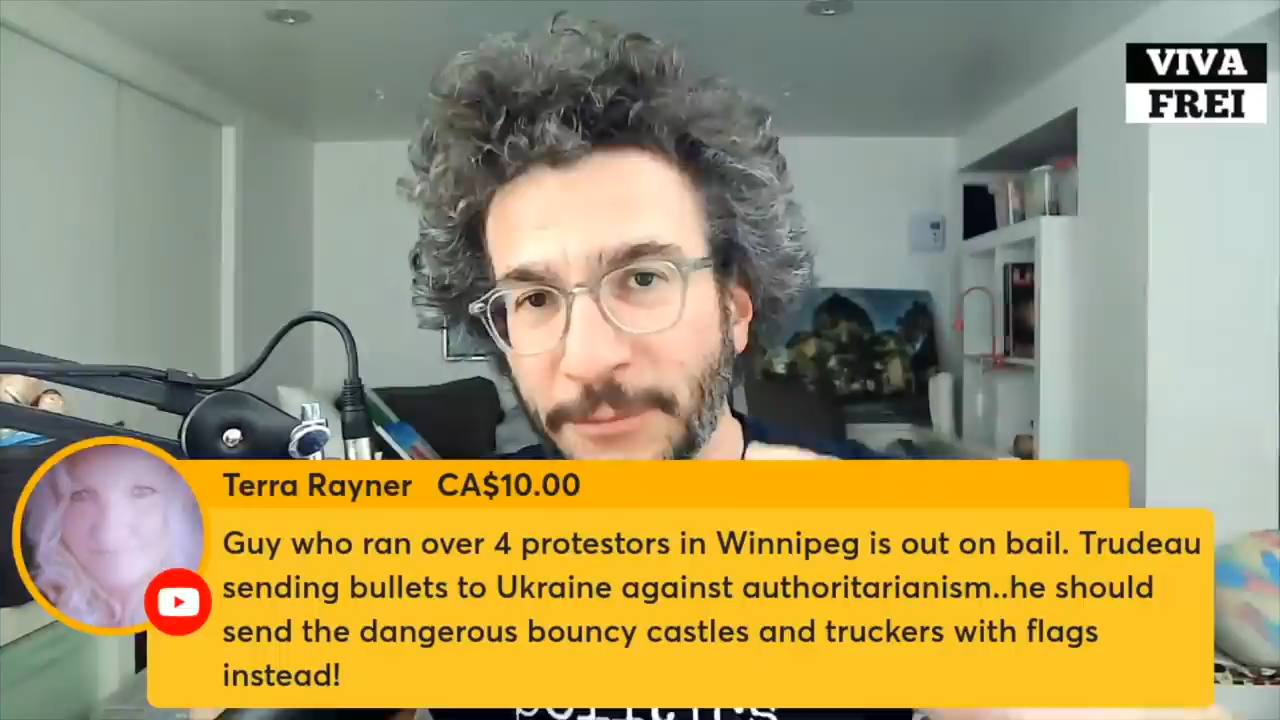 VIVA
FREI
Terra Rayner CA$10.00
Guy who ran over 4 protestors in Winnipeg is out on bail. Trudeau
sending bullets to Ukraine against authoritarianism..he should
send the dangerous bouncy castles and truckers with flags
instead!